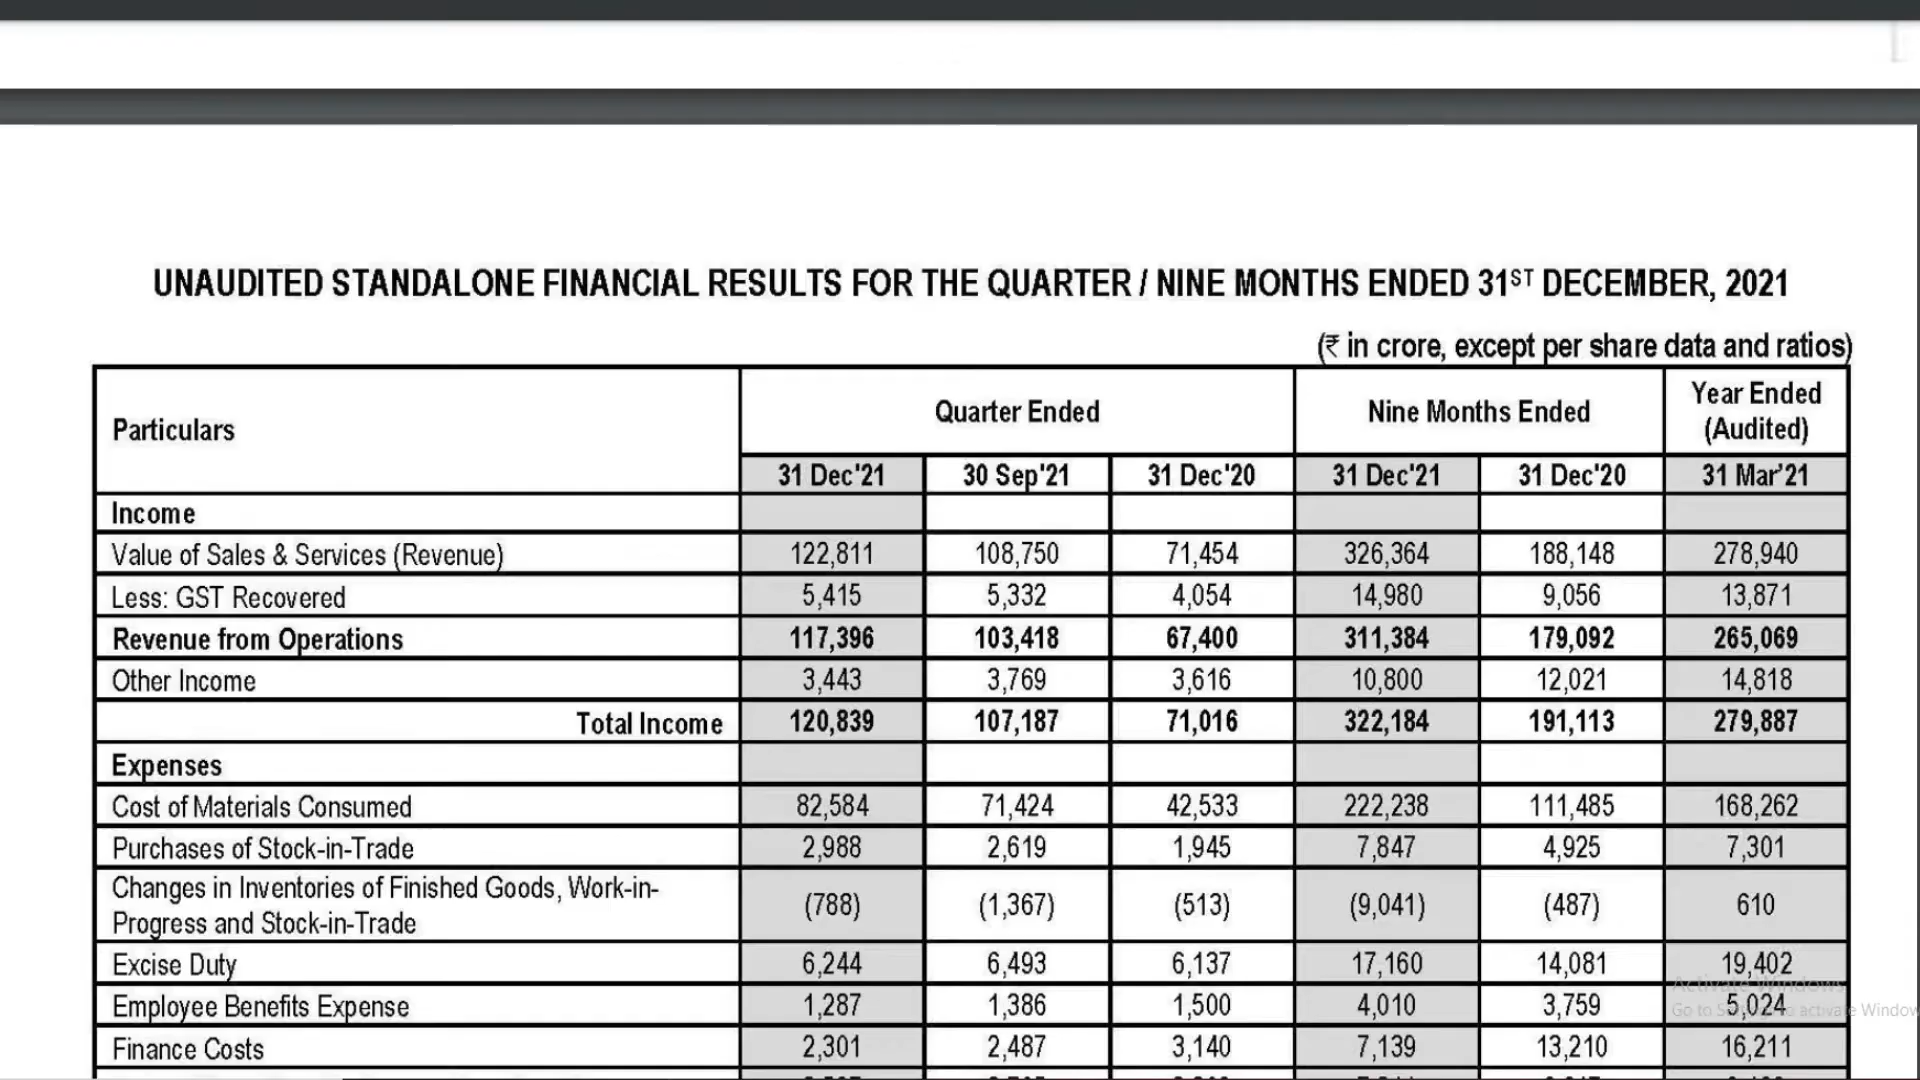 UNAUDITED STANDALONE FINANCIAL RESULTS FOR THE QUARTER / NINE MONTHS ENDED 31ST DECEMBER, 2021
(₹ in crore, except per share data and ratios)
Particulars Quarter Ended Nine Months Ended Year Ended (Audited)
31 Dec'21 30 Sep'21 31 Dec'20 31 Dec'21 31 Dec'20 31 Mar'21
Income
Value of Sales & Services (Revenue) 122,811 108,750 71,454 326,364 188,148 278,940
Less: GST Recovered 5,415 5,332 4,054 14,980 9,056 13,871
Revenue from Operations 117,396 103,418 67,400 311,384 179,092 265,069
Other Income 3,443 3,769 3,616 10,800 12,021 14,818
Total Income 120,839 107,187 71,016 322,184 191,113 279,887
Expenses
Cost of Materials Consumed 82,584 71,424 42,533 222,238 111,485 168,262
Purchases of Stock-in-Trade 2,988 2,619 1,945 7,847 4,925 7,301
Changes in Inventories of Finished Goods, Work-in-
Progress and Stock-in-Trade (788) (1,367) (513) (9,041) (487) 610
Excise Duty 6,244 6,493 6,137 17,160 14,081 19,402
Activate Windows
Employee Benefits Expense 1,287 1,386 1,500 4,010 3,759 5,024
Go to to activate Window
Finance Costs 2,301 2,487 3,140 7,139 13,210 16,211